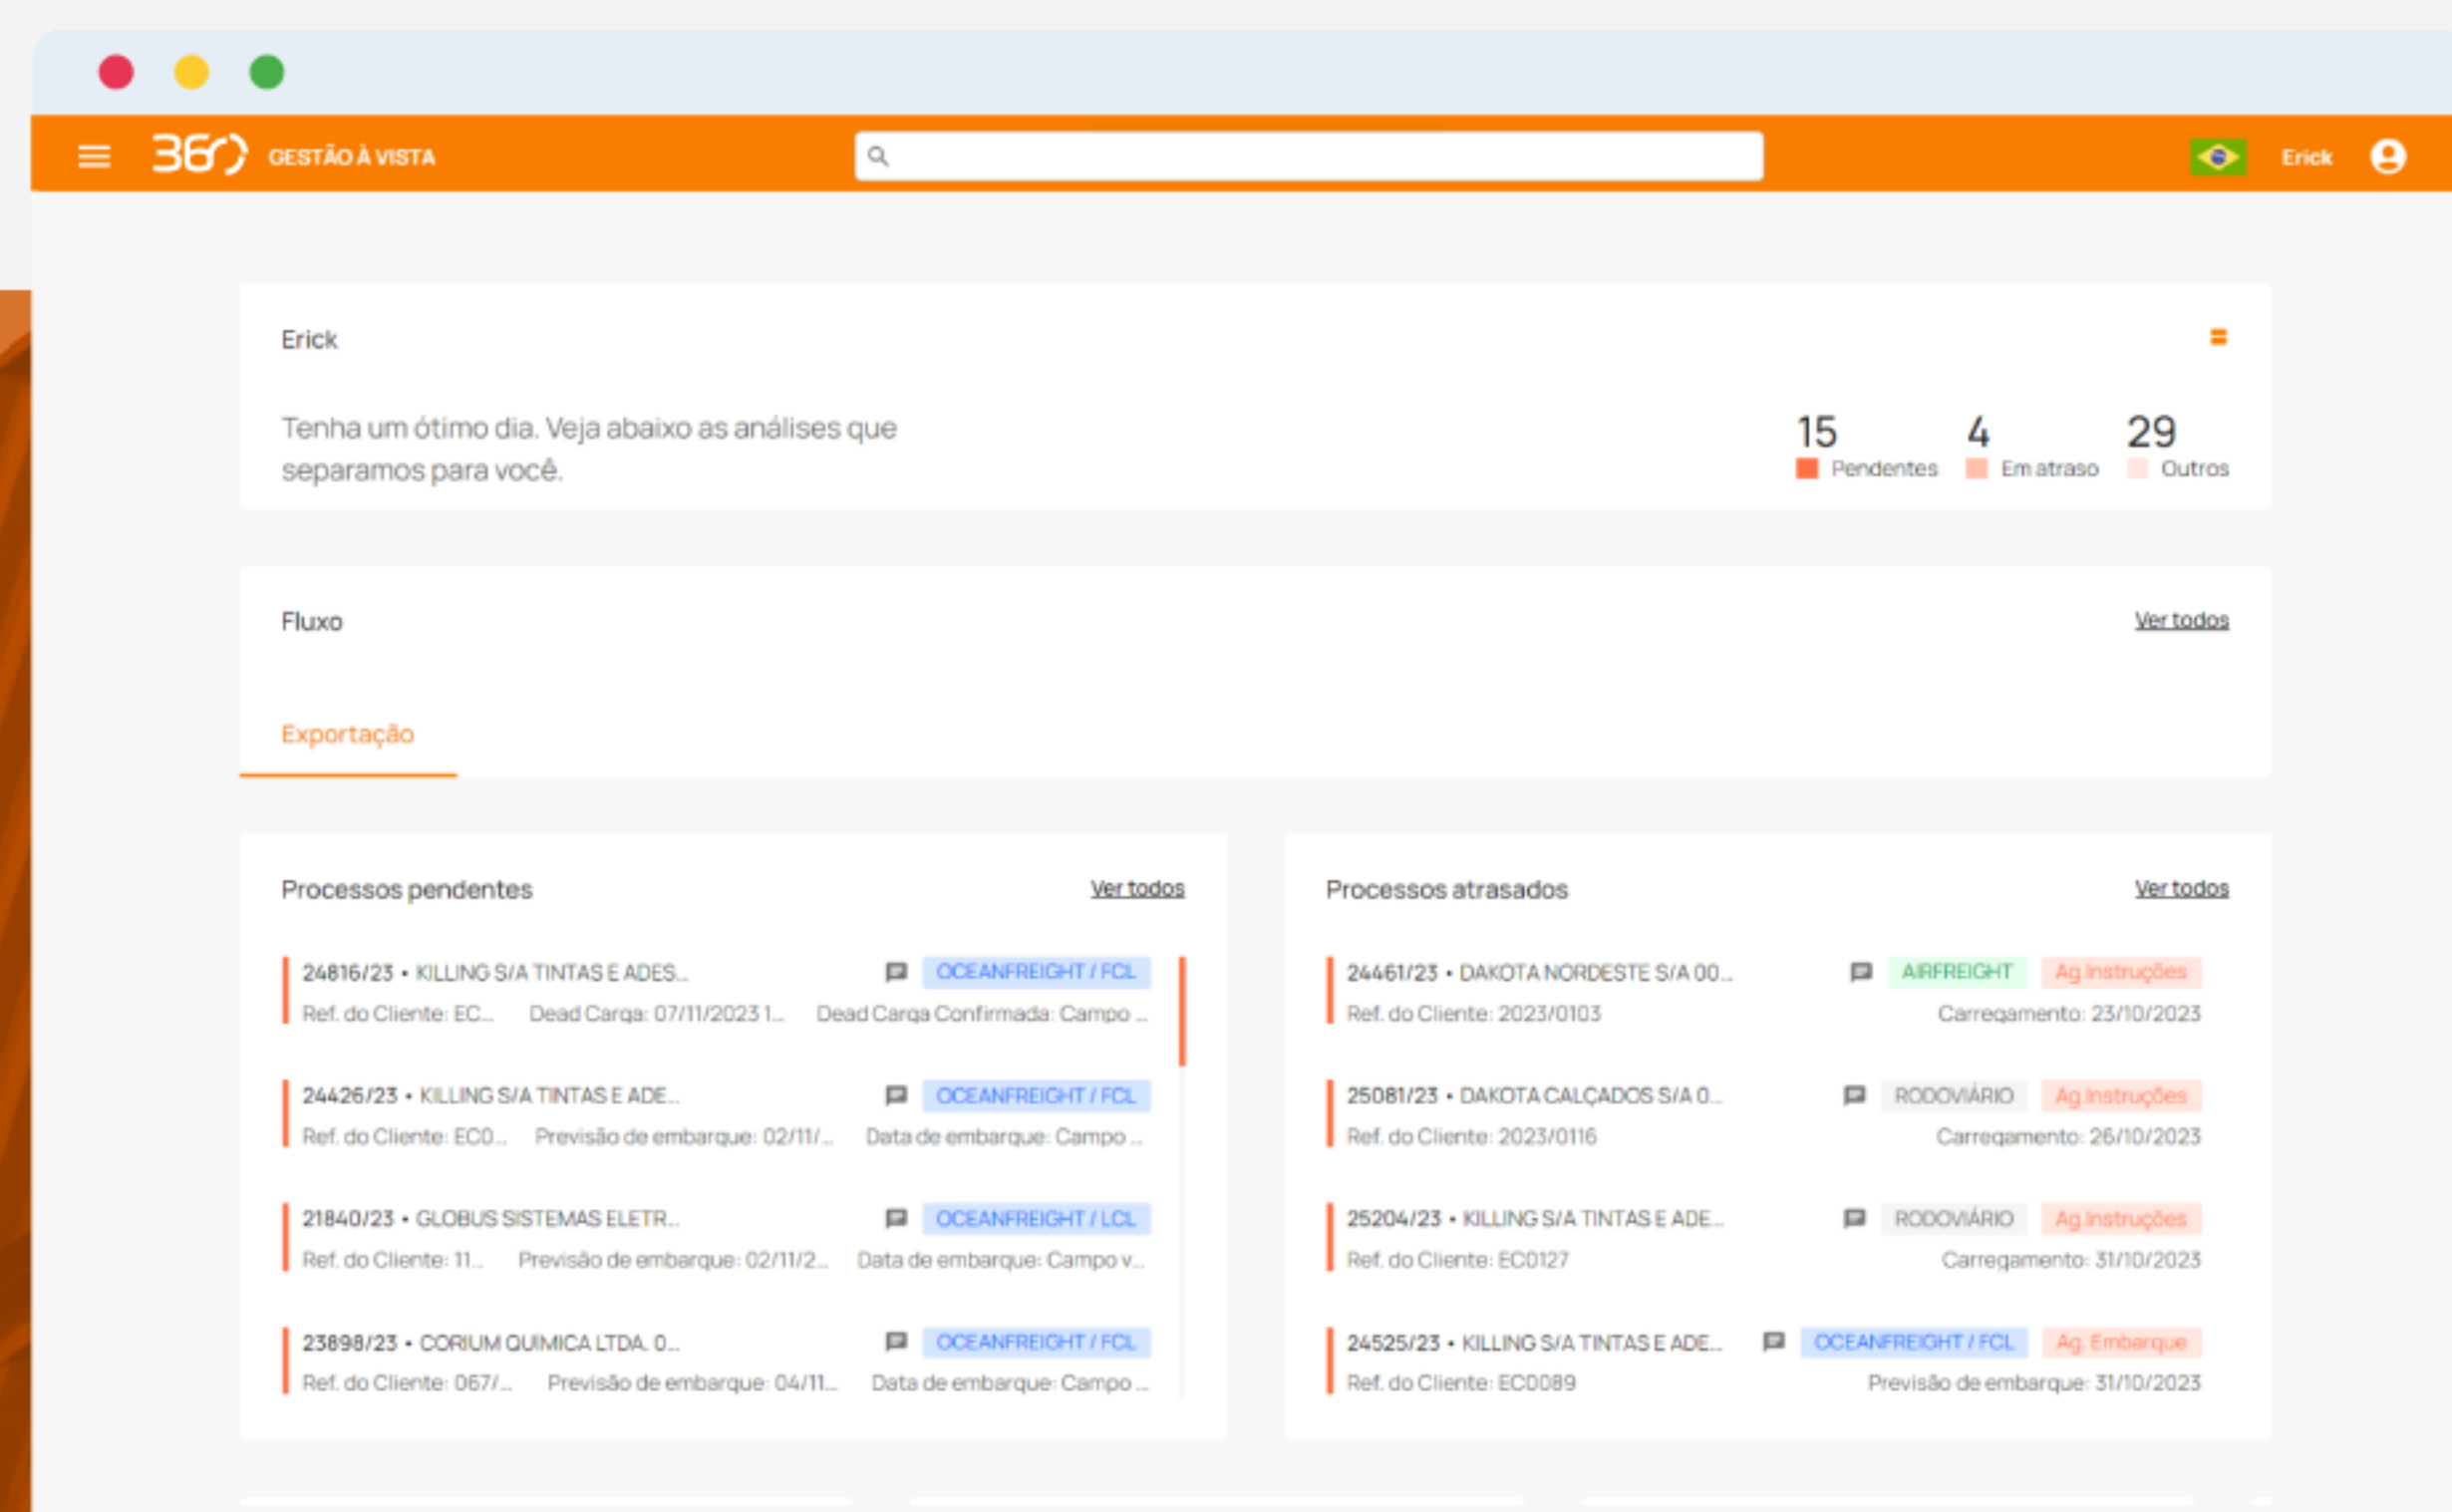 360 GESTÃO À VISTA Erick
Erick
Tenha um ótimo dia. Veja abaixo as análises que
separamos para você.
15 4 29
Pendentes Em atraso Outros
Fluxo Ver todos
Exportação
Processos pendentes Ver todos
24816/23 • KILLING S/A TINTAS E ADES... OCEANFREIGHT / FCL
Ref. do Cliente: EC... Dead Carga: 07/11/2023 1... Dead Carga Confirmada: Campo ...
24426/23 • KILLING S/A TINTAS E ADE... OCEANFREIGHT / FCL
Ref. do Cliente: EC0... Previsão de embarque: 02/11/... Data de embarque: Campo ...
21840/23 • GLOBUS SISTEMAS ELETR... OCEANFREIGHT / LCL
Ref. do Cliente: 11... Previsão de embarque: 02/11/2... Data de embarque: Campo v...
23898/23 • CORIUM QUÍMICA LTDA. 0... OCEANFREIGHT / FCL
Ref. do Cliente: 067/... Previsão de embarque: 04/11... Data de embarque: Campo ...
Processos atrasados Ver todos
24461/23 • DAKOTA NORDESTE S/A 00... AIRFREIGHT Ag.Instruções
Ref. do Cliente: 2023/0103 Carregamento: 23/10/2023
25081/23 • DAKOTA CALÇADOS S/A 0... RODOVIÁRIO Ag.Instruções
Ref. do Cliente: 2023/0116 Carregamento: 26/10/2023
25204/23 • KILLING S/A TINTAS E ADE... RODOVIÁRIO Ag.Instruções
Ref. do Cliente: EC0127 Carregamento: 31/10/2023
24525/23 • KILLING S/A TINTAS E ADE... OCEANFREIGHT / FCL Ag. Embarque
Ref. do Cliente: EC0089 Previsão de embarque: 31/10/2023